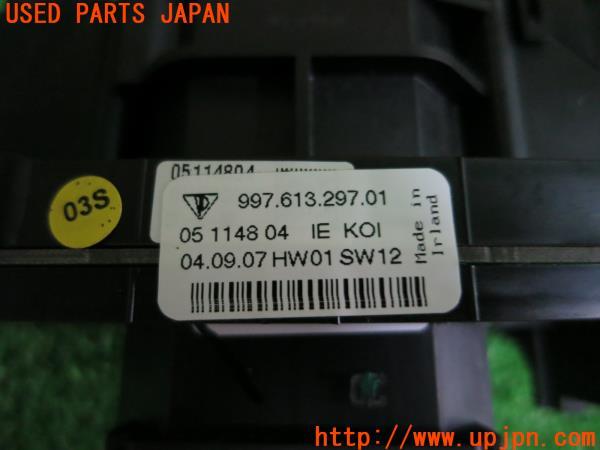 USED PARTS JAPAN
05114804
03S
997.613.297.01
05 1148 04 IE KOI
04.09.07 HW01 SW12
Made in
Irland
http://www.upjpn.com/